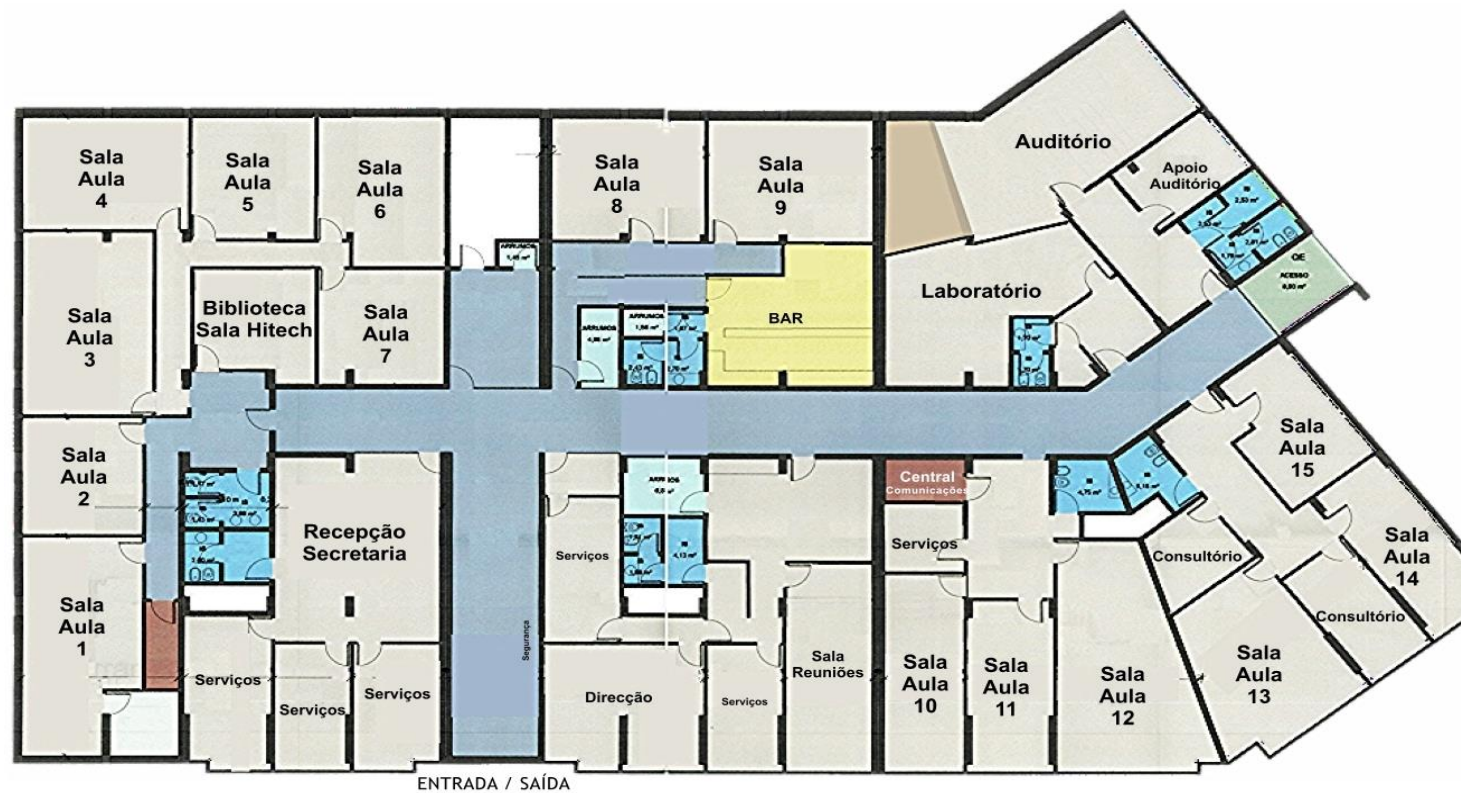 Sala
Aula
4
Sala
Aula
5
Sala
Aula
6
Sala
Aula
8
Sala
Aula
9
Auditório
Apoio
Auditório
Sala
Aula
3
Biblioteca
Sala Hitech
Sala
Aula
7
ARRUMOS
ARRUMOS
ARRUMOS
BAR
Laboratório
ACESSO
Sala
Aula
2
Recepção
Secretaria
Serviços
Central
Comunicações
Serviços
Sala
Aula
15
Consultório
Sala
Aula
14
Consultório
Sala
Aula
1
Serviços
Serviços
Serviços
Segurança
Direcção
Serviços
Sala
Reuniões
Sala
Aula
10
Sala
Aula
11
Sala
Aula
12
Sala
Aula
13
ENTRADA / SAÍDA